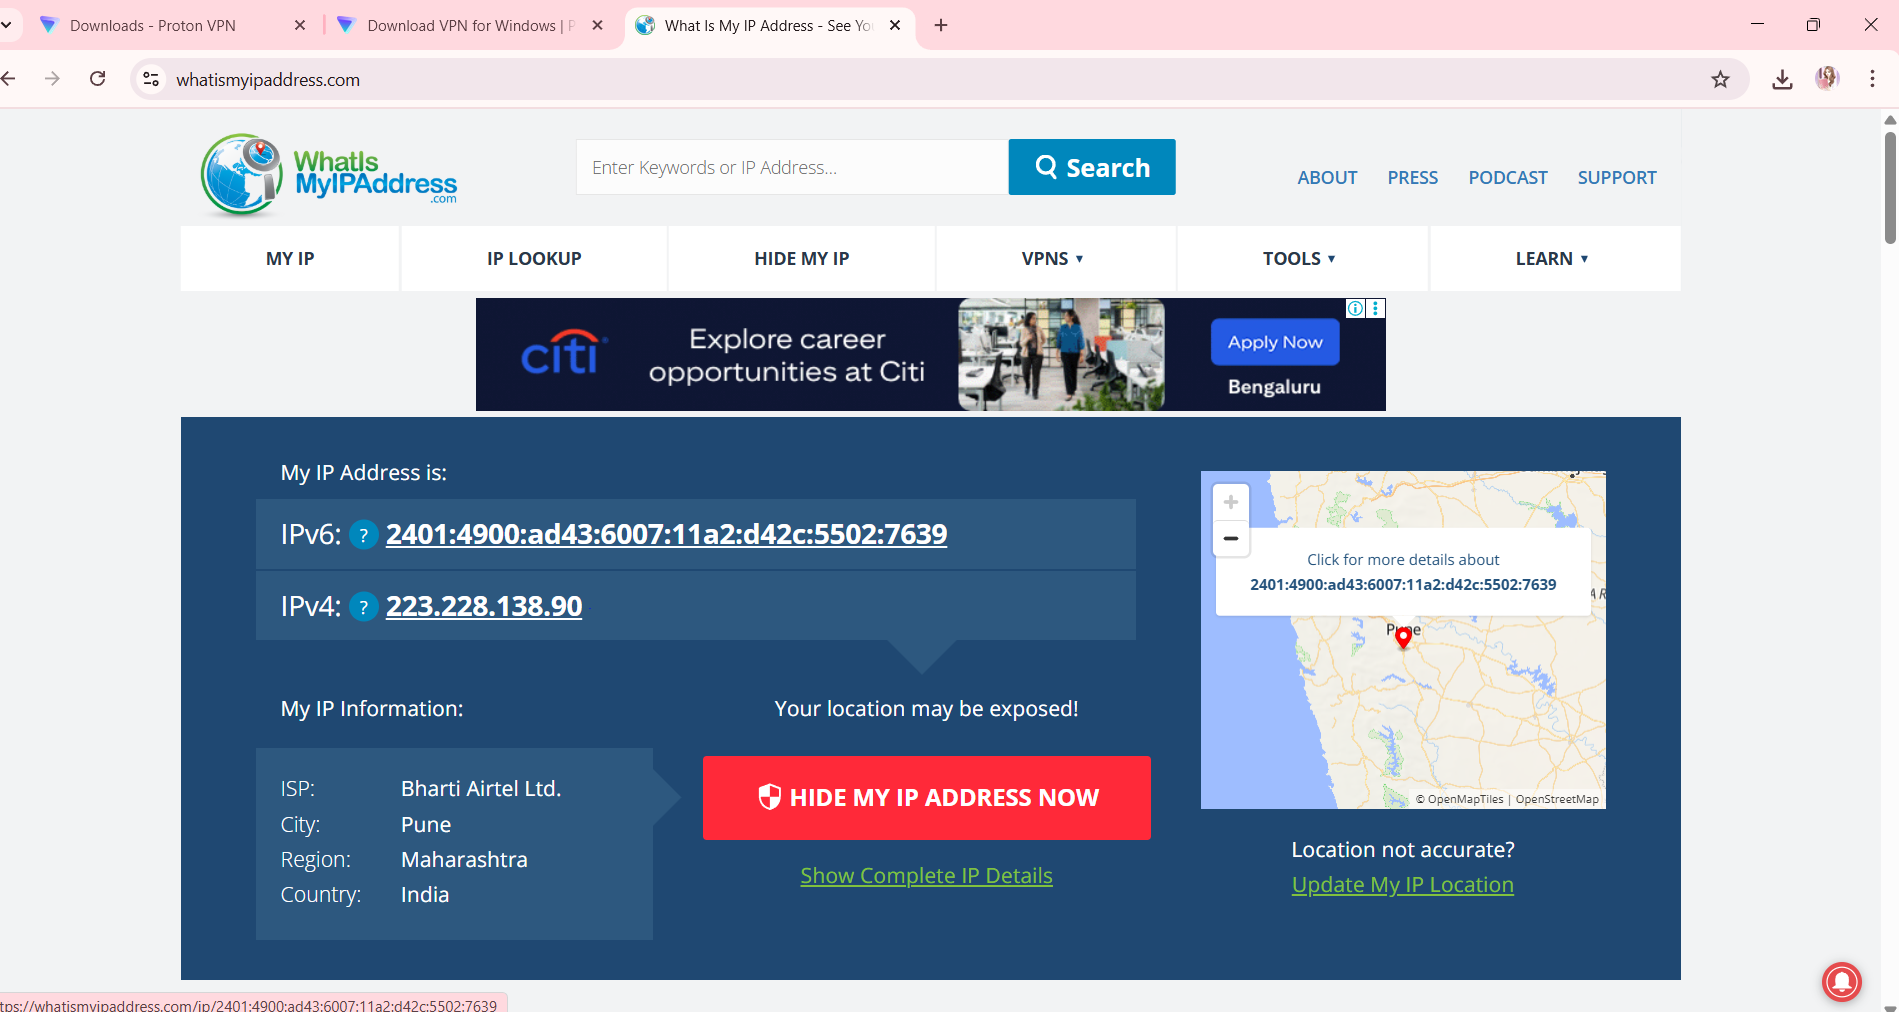 Downloads - Proton VPN
Download VPN for Windows | P
What Is My IP Address - See Yo
whatismyipaddress.com
WhatIs
MyIPAddress
.com
Enter Keywords or IP Address...
Search
ABOUT PRESS PODCAST SUPPORT
MY IP IP LOOKUP HIDE MY IP VPNS TOOLS LEARN
citi
Explore career
opportunities at Citi
Apply Now
Bengaluru
My IP Address is:
IPv6: ? 2401:4900:ad43:6007:11a2:d42c:5502:7639
IPv4: ? 223.228.138.90
Click for more details about
2401:4900:ad43:6007:11a2:d42c:5502:7639
Pune
© OpenMapTiles | OpenStreetMap
My IP Information:
Your location may be exposed!
ISP: Bharti Airtel Ltd.
City: Pune
Region: Maharashtra
Country: India
HIDE MY IP ADDRESS NOW
Show Complete IP Details
Location not accurate?
Update My IP Location
tps://whatismyipaddress.com/ip/2401:4900:ad43:6007:11a2:d42c:5502:7639